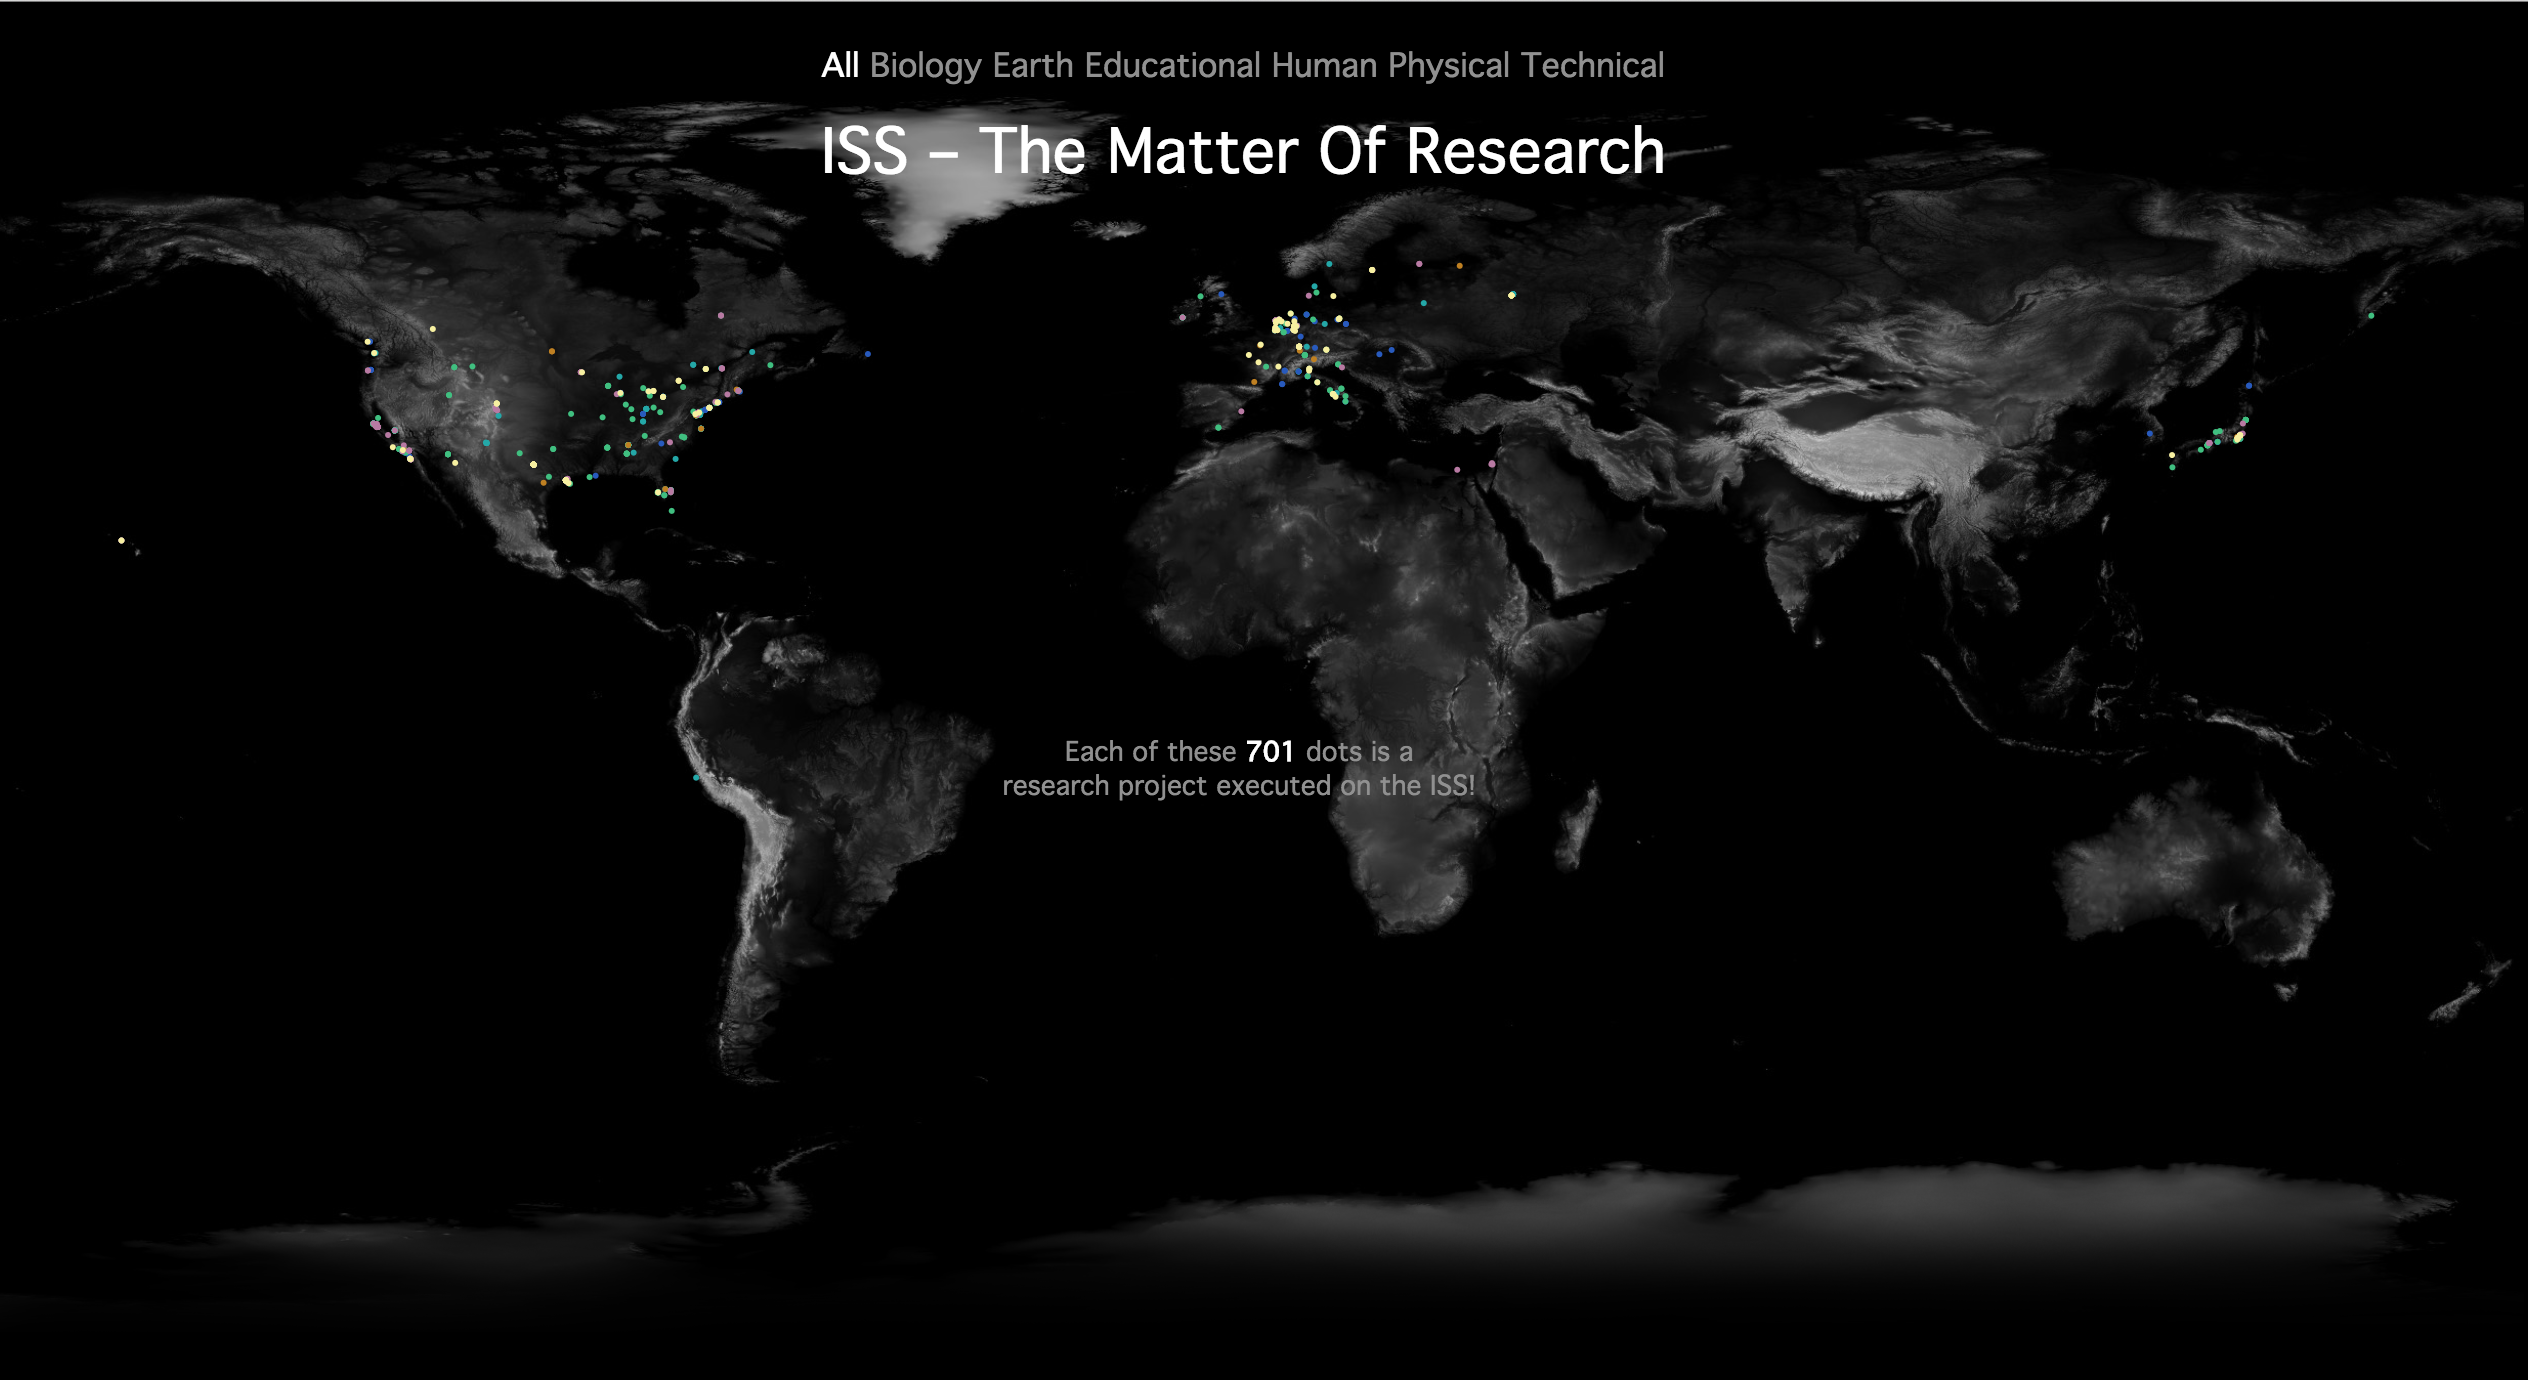 All Biology Earth Educational Human Physical Technical
ISS – The Matter Of Research
Each of these 701 dots is a
research project executed on the ISS!